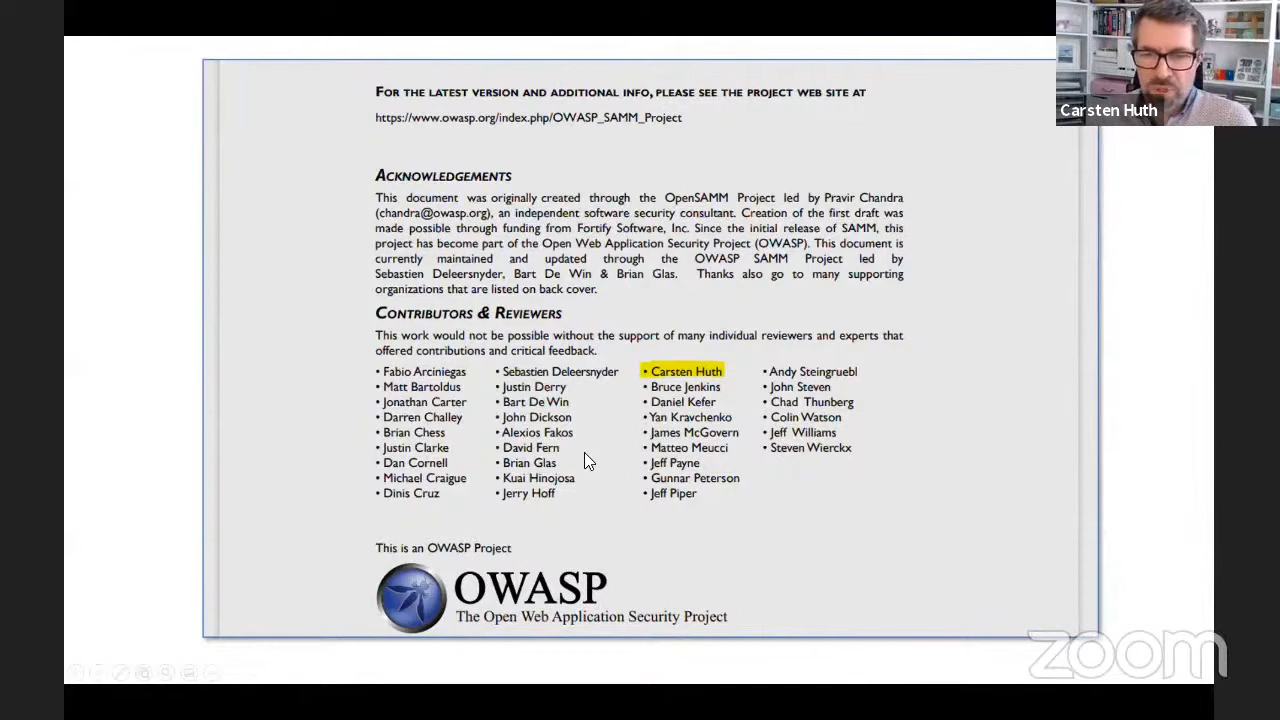 FOR THE LATEST VERSION AND ADDITIONAL INFO, PLEASE SEE THE PROJECT WEB SITE AT
https://www.owasp.org/index.php/OWASP_SAMM_Project
Carsten Huth
ACKNOWLEDGEMENTS
This document was originally created through the OpenSAMM Project led by Pravir Chandra
(chandra@owasp.org), an independent software security consultant. Creation of the first draft was
made possible through funding from Fortify Software, Inc. Since the initial release of SAMM, this
project has become part of the Open Web Application Security Project (OWASP). This document is
currently maintained and updated through the OWASP SAMM Project led by
Sebastien Deleersnyder, Bart De Win & Brian Glas. Thanks also go to many supporting
organizations that are listed on back cover.
CONTRIBUTORS & REVIEWERS
This work would not be possible without the support of many individual reviewers and experts that
offered contributions and critical feedback.
• Fabio Arciniegas
• Matt Bartoldus
• Jonathan Carter
• Darren Challey
• Brian Chess
• Justin Clarke
• Dan Cornell
• Michael Craigue
• Dinis Cruz
• Sebastien Deleersnyder
• Justin Derry
• Bart De Win
• John Dickson
• Alexios Fakos
• David Fern
• Brian Glas
• Kuai Hinojosa
• Jerry Hoff
• Carsten Huth
• Bruce Jenkins
• Daniel Kefer
• Yan Kravchenko
• James McGovern
• Matteo Meucci
• Jeff Payne
• Gunnar Peterson
• Jeff Piper
• Andy Steingruebl
• John Steven
• Chad Thunberg
• Colin Watson
• Jeff Williams
• Steven Wierckx
This is an OWASP Project
OWASP
The Open Web Application Security Project
zoom